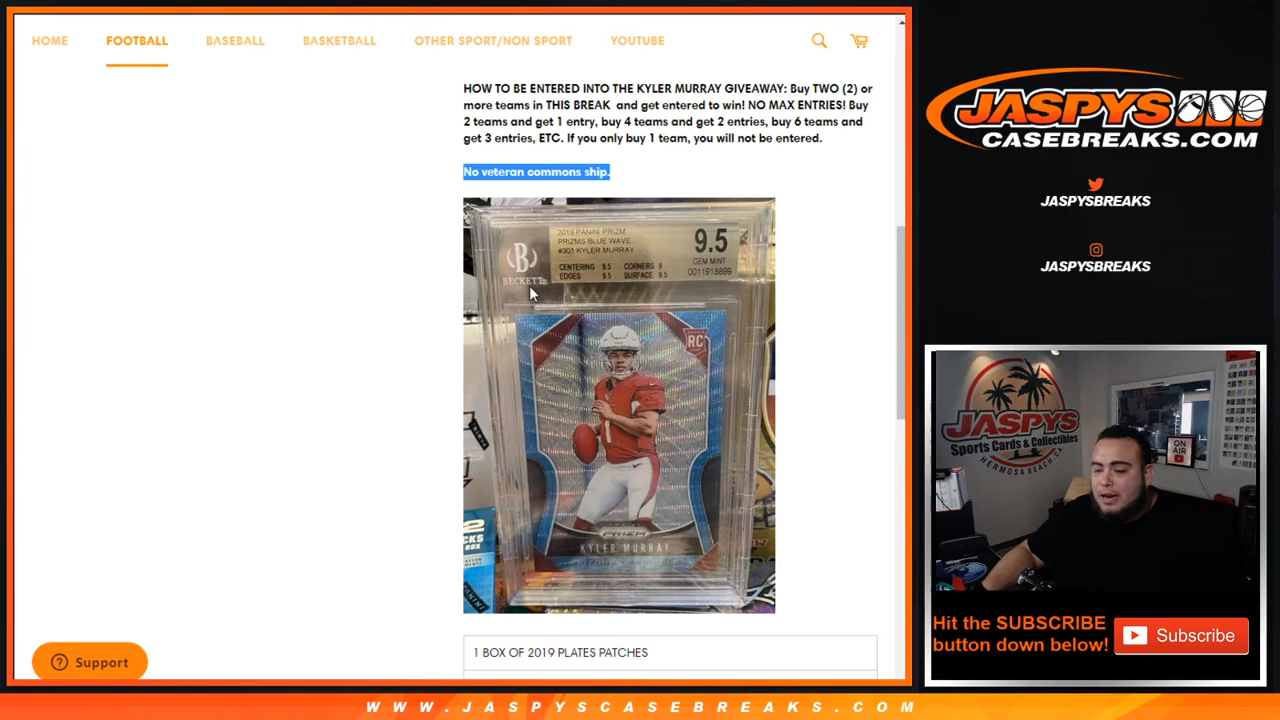 HOME FOOTBALL BASEBALL BASKETBALL OTHER SPORT/NON SPORT YOUTUBE
HOW TO BE ENTERED INTO THE KYLER MURRAY GIVEAWAY: Buy TWO (2) or
more teams in THIS BREAK and get entered to win! NO MAX ENTRIES! Buy
2 teams and get 1 entry, buy 4 teams and get 2 entries, buy 6 teams and
get 3 entries, ETC. If you only buy 1 team, you will not be entered.
No veteran commons ship.
B
BECKETT
2019 PANINI PRIZM
PRIZMS BLUE WAVE
#301 KYLER MURRAY
CENTERING 9.5 CORNERS 9
EDGES 9.5 SURFACE 9.5
9.5
GEM MINT
0011918899
RC
1
PRIZM
KYLER MURRAY
1 BOX OF 2019 PLATES PATCHES
Support
JASPYS
CASEBREAKS.COM
JASPYSBREAKS
JASPYSBREAKS
JASPYS
Sports Cards & Collectibles
HERMOSA BEACH CA
ON AIR
Hit the SUBSCRIBE
button down below!
Subscribe
WWW.JASPYSCASEBREAKS.COM